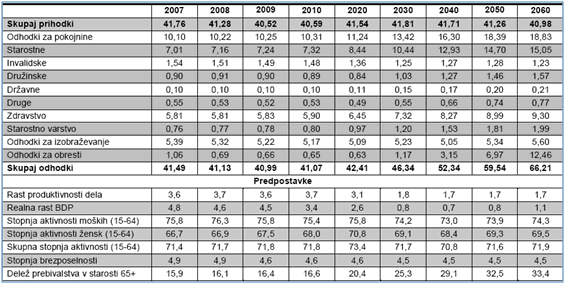 2007 2008 2009 2010 2020 2030 2040 2050 2060
Skupaj prihodki 41,76 41,28 40,52 40,59 41,54 41,81 41,71 41,26 40,98
Odhodki za pokojnine 10,10 10,22 10,25 10,31 11,24 13,42 16,30 18,39 18,83
Starostne 7,01 7,16 7,24 7,32 8,44 10,44 12,93 14,70 15,05
Invalidske 1,54 1,51 1,49 1,48 1,36 1,25 1,27 1,28 1,23
Družinske 0,90 0,91 0,90 0,89 0,84 1,03 1,27 1,46 1,57
Državne 0,10 0,10 0,10 0,10 0,11 0,15 0,17 0,20 0,21
Druge 0,55 0,53 0,52 0,53 0,49 0,55 0,66 0,74 0,77
Zdravstvo 5,81 5,81 5,83 5,90 6,45 7,32 8,27 8,99 9,30
Starostno varstvo 0,76 0,77 0,78 0,80 0,97 1,20 1,53 1,81 1,99
Odhodki za izobraževanje 5,39 5,32 5,22 5,17 5,09 5,23 5,05 5,34 5,60
Odhodki za obresti 1,06 0,69 0,66 0,65 0,63 1,17 3,15 6,97 12,46
Skupaj odhodki 41,49 41,13 40,99 41,07 42,41 46,34 52,34 59,54 66,21
Predpostavke
Rast produktivnosti dela 3,6 3,7 3,6 3,7 3,1 1,8 1,7 1,7 1,7
Realna rast BDP 4,8 4,6 4,5 3,4 2,6 0,8 0,7 0,8 1,1
Stopnja aktivnosti moških (15-64) 75,8 76,3 75,8 75,4 75,8 74,2 73,0 73,9 74,3
Stopnja aktivnosti žensk (15-64) 66,7 66,9 67,5 68,0 70,8 69,1 68,4 69,3 69,5
Skupna stopnja aktivnosti (15-64) 71,4 71,7 71,8 71,8 73,4 71,7 70,8 71,6 71,9
Stopnja brezposelnosti 4,9 4,9 4,6 4,6 4,6 4,5 4,5 4,5 4,5
Delež prebivalstva v starosti 65+ 15,9 16,1 16,4 16,6 20,4 25,3 29,1 32,5 33,4